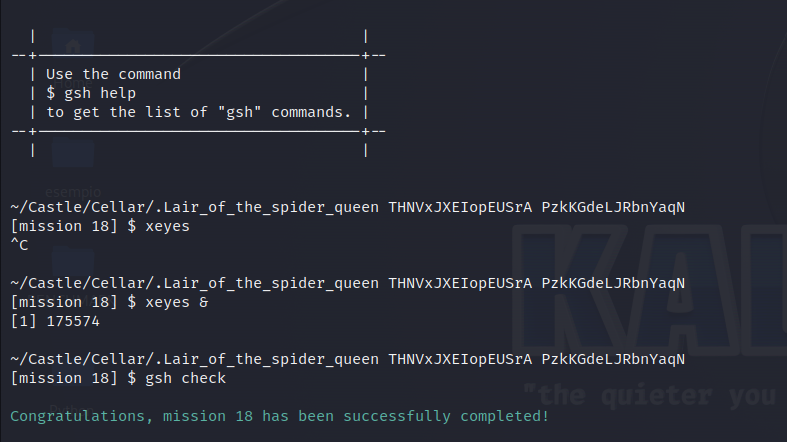 Use the command
$ gsh help
to get the list of "gsh" commands.
esempio
~/Castle/Cellar/.Lair_of_the_spider_queen THNVxJXEIopEUSrA PzkKGdeLJRbnYaqN
[mission 18] $ xeyes
^C
~/Castle/Cellar/.Lair_of_the_spider_queen THNVxJXEIopEUSrA PzkKGdeLJRbnYaqN
[mission 18] $ xeyes &
[1] 175574
KAL
~/Castle/Cellar/.Lair_of_the_spider_queen THNVxJXEIopEUSrA PzkKGdeLJRbnYaqN
[mission 18] $ gsh check
"the quieter you
Congratulations, mission 18 has been successfully completed!